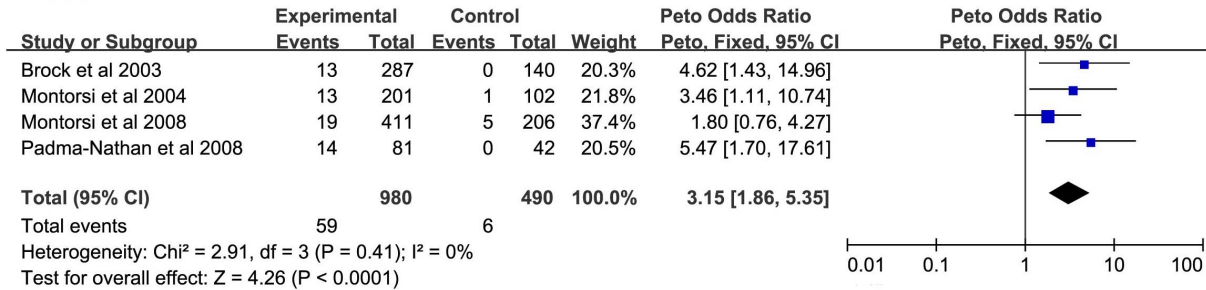 Experimental Control Peto Odds Ratio Peto Odds Ratio
Study or Subgroup Events Total Events Total Weight Peto, Fixed, 95% CI Peto, Fixed, 95% CI
Brock et al 2003 13 287 0 140 20.3% 4.62 [1.43, 14.96]
Montorsi et al 2004 13 201 1 102 21.8% 3.46 [1.11, 10.74]
Montorsi et al 2008 19 411 5 206 37.4% 1.80 [0.76, 4.27]
Padma-Nathan et al 2008 14 81 0 42 20.5% 5.47 [1.70, 17.61]
Total (95% CI) 980 490 100.0% 3.15 [1.86, 5.35]
Total events 59 6
Heterogeneity: Chi² = 2.91, df = 3 (P = 0.41); I² = 0%
Test for overall effect: Z = 4.26 (P < 0.0001)
0.01 0.1 1 10 100